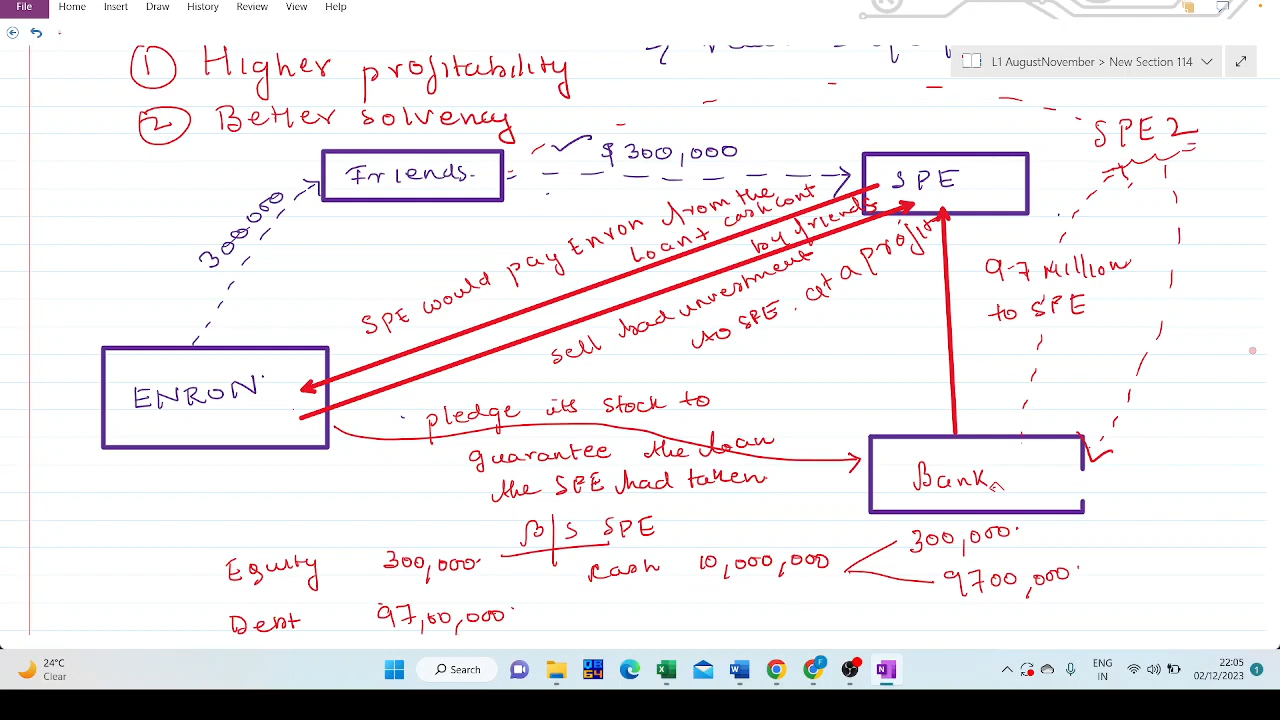 File Home Insert Draw History Review View Help
L1 AugustNovember > New Section 114
① Higher profitability
② Better solvency
SPE 2
Friends.
$ 300,000
SPE
300000
SPE would pay Enron from the
loan + cash cont
by friends
sell bad investment
to SPE. at a profit
9.7 Million
to SPE
ENRON
pledge its stock to
guarantee the loan
the SPE had taken
Bank
B/S SPE
Equity 300,000 Cash 10,000,000 300,000
9700,000
Debt 97,00,000
24°C
Clear
Search
ENG
IN
22:05
02/12/2023
1